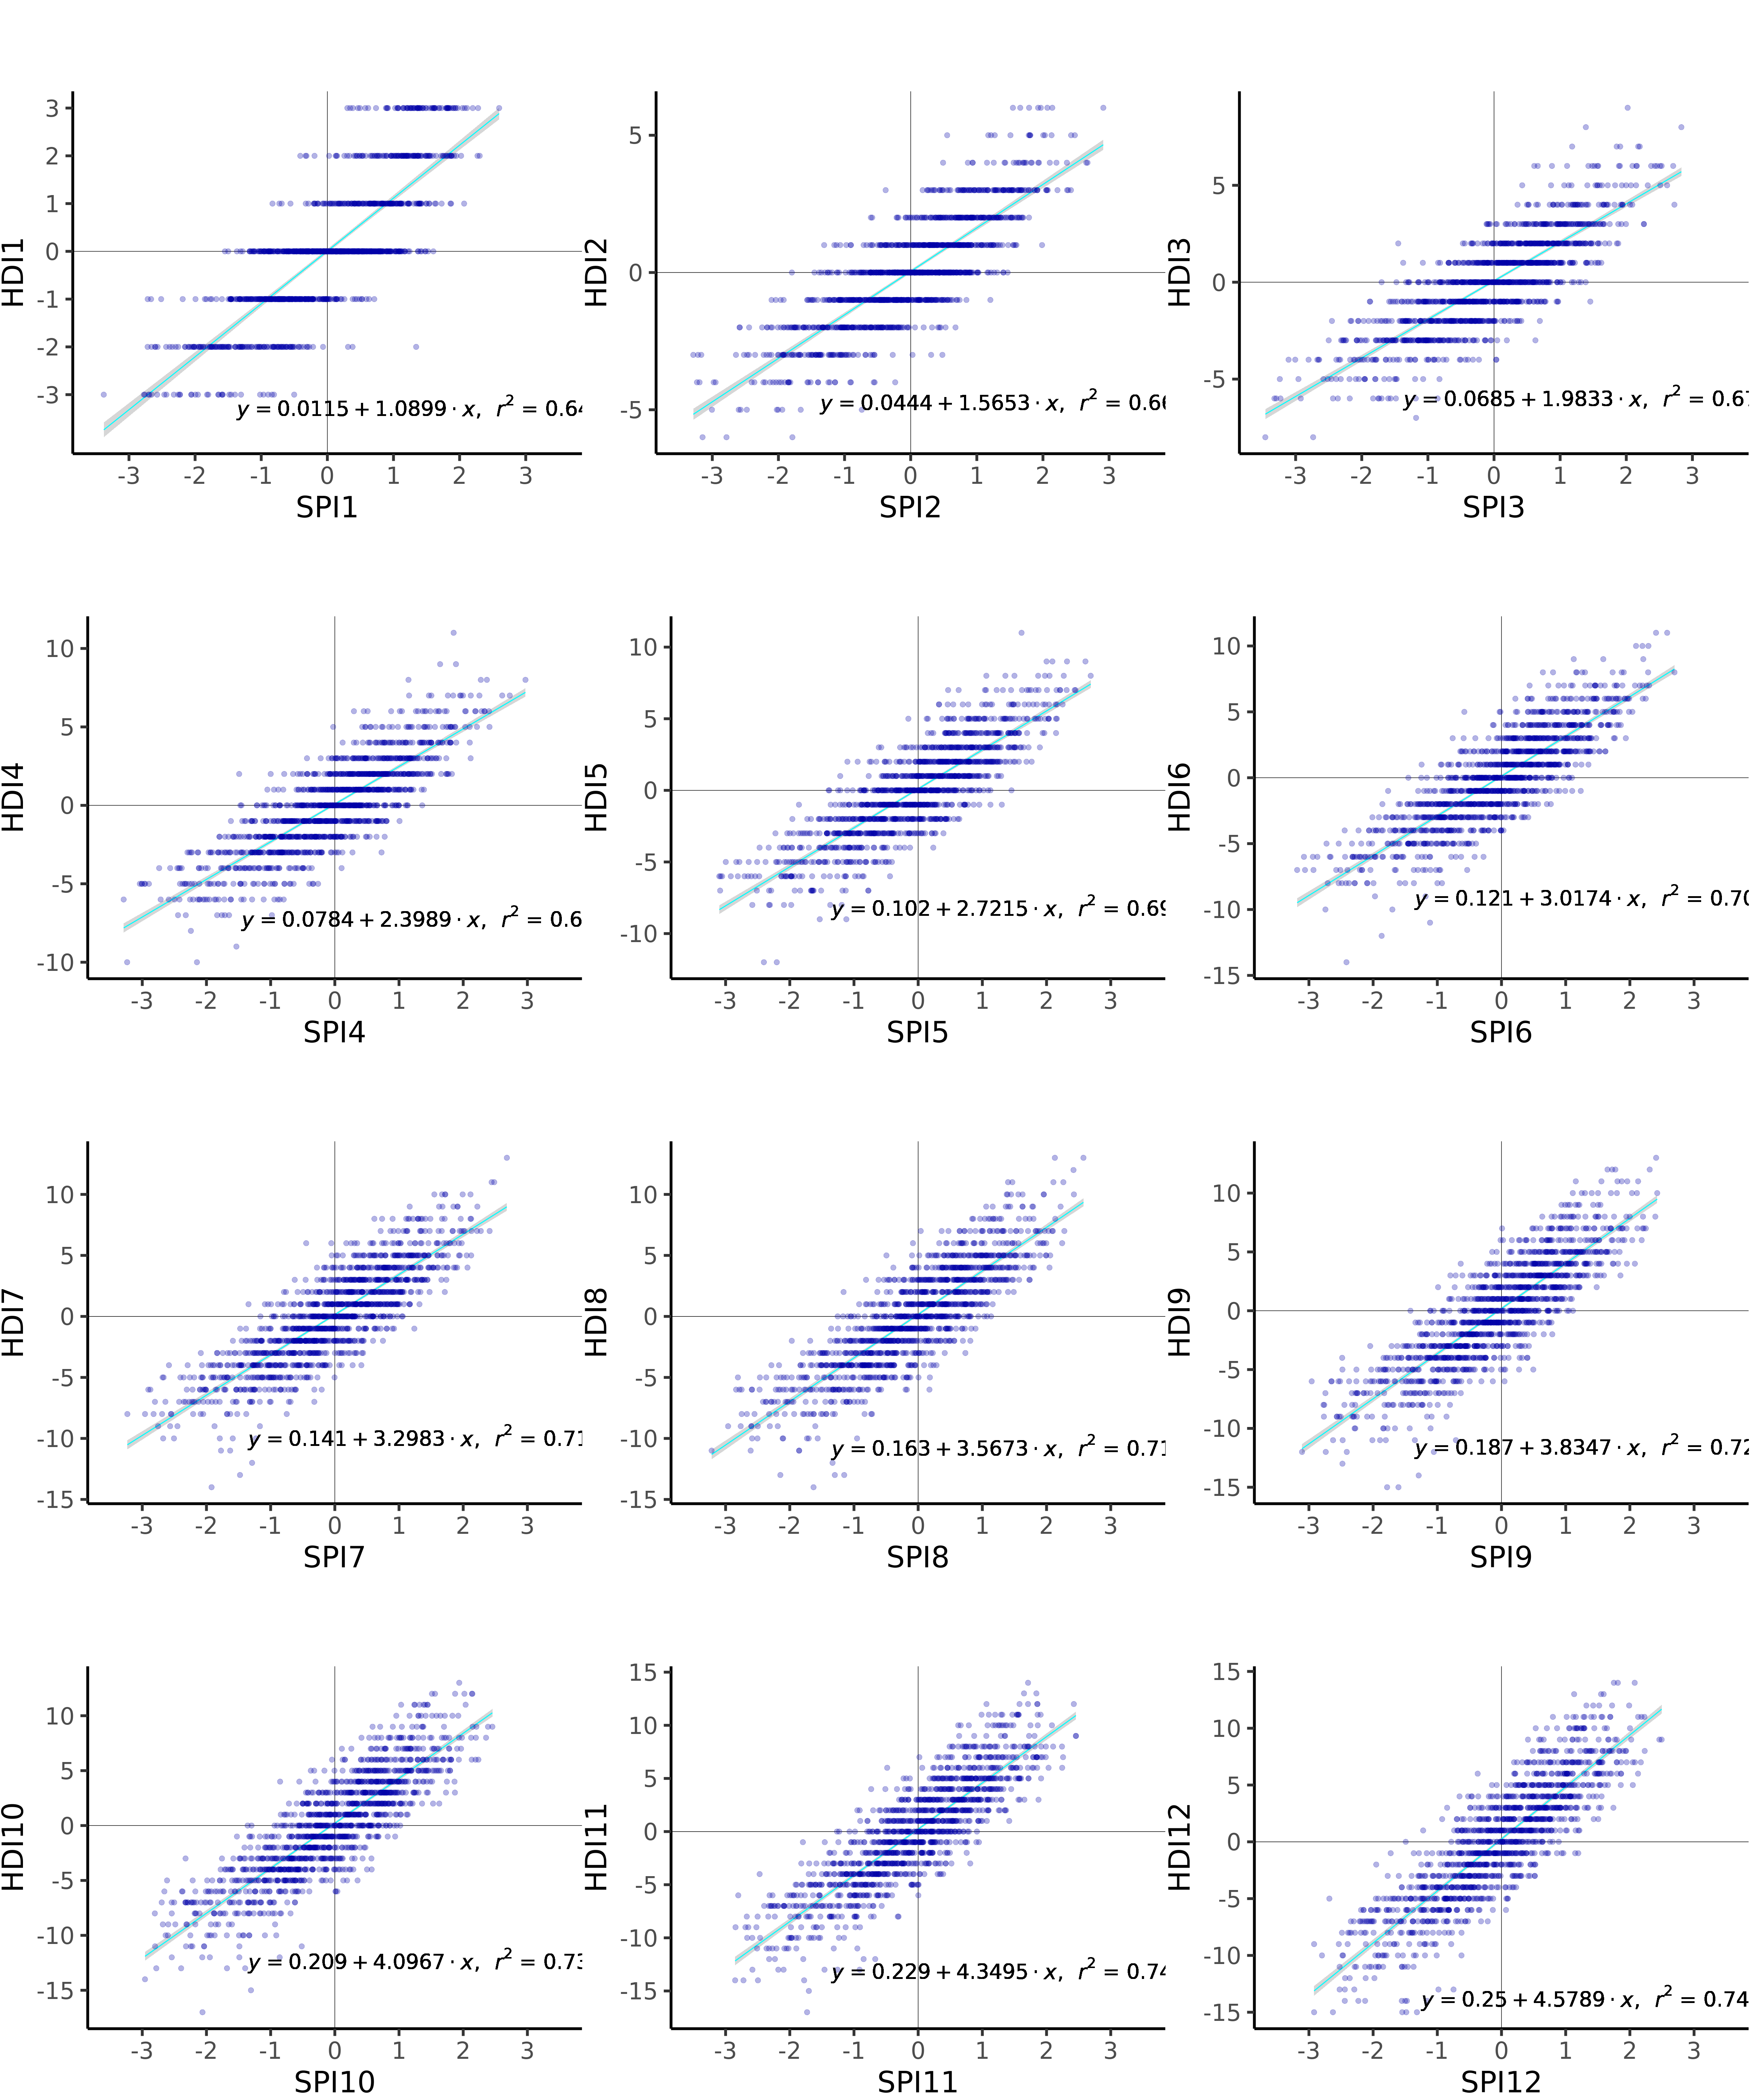 HDI1
3
2
1
0
-1
-2
-3
y = 0.0115 + 1.0899 · x, r² = 0.64
-3 -2 -1 0 1 2 3
SPI1
HDI2
5
0
-5
y = 0.0444 + 1.5653 · x, r² = 0.66
-3 -2 -1 0 1 2 3
SPI2
HDI3
5
0
-5
y = 0.0685 + 1.9833 · x, r² = 0.67
-3 -2 -1 0 1 2 3
SPI3
HDI4
10
5
0
-5
-10
y = 0.0784 + 2.3989 · x, r² = 0.6
-3 -2 -1 0 1 2 3
SPI4
HDI5
10
5
0
-5
-10
y = 0.102 + 2.7215 · x, r² = 0.69
-3 -2 -1 0 1 2 3
SPI5
HDI6
10
5
0
-5
-10
-15
y = 0.121 + 3.0174 · x, r² = 0.70
-3 -2 -1 0 1 2 3
SPI6
HDI7
10
5
0
-5
-10
-15
y = 0.141 + 3.2983 · x, r² = 0.71
-3 -2 -1 0 1 2 3
SPI7
HDI8
10
5
0
-5
-10
-15
y = 0.163 + 3.5673 · x, r² = 0.71
-3 -2 -1 0 1 2 3
SPI8
HDI9
10
5
0
-5
-10
-15
y = 0.187 + 3.8347 · x, r² = 0.72
-3 -2 -1 0 1 2 3
SPI9
HDI10
10
5
0
-5
-10
-15
y = 0.209 + 4.0967 · x, r² = 0.73
-3 -2 -1 0 1 2 3
SPI10
HDI11
15
10
5
0
-5
-10
-15
y = 0.229 + 4.3495 · x, r² = 0.74
-3 -2 -1 0 1 2 3
SPI11
HDI12
15
10
5
0
-5
-10
-15
y = 0.25 + 4.5789 · x, r² = 0.74
-3 -2 -1 0 1 2 3
SPI12